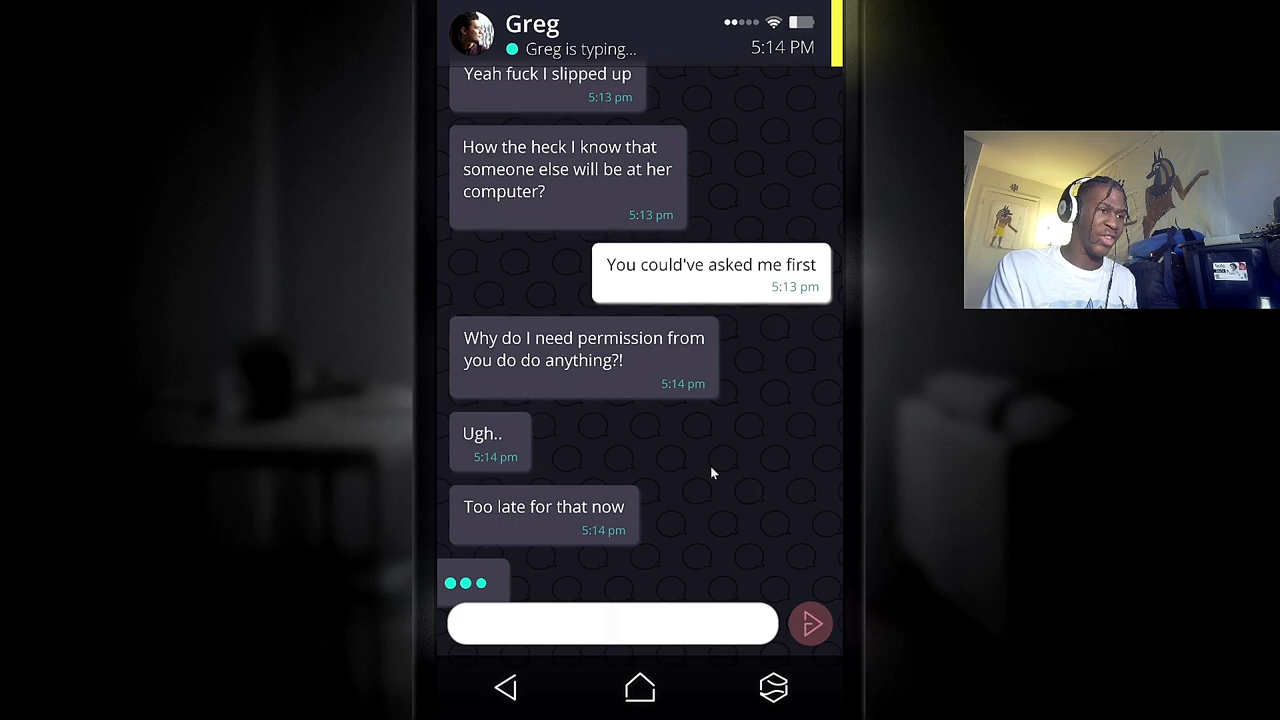 Greg
Greg is typing...
5:14 PM
Yeah fuck I slipped up
5:13 pm
How the heck I know that
someone else will be at her
computer?
5:13 pm
You could've asked me first
5:13 pm
Why do I need permission from
you do do anything?!
5:14 pm
Ugh..
5:14 pm
Too late for that now
5:14 pm